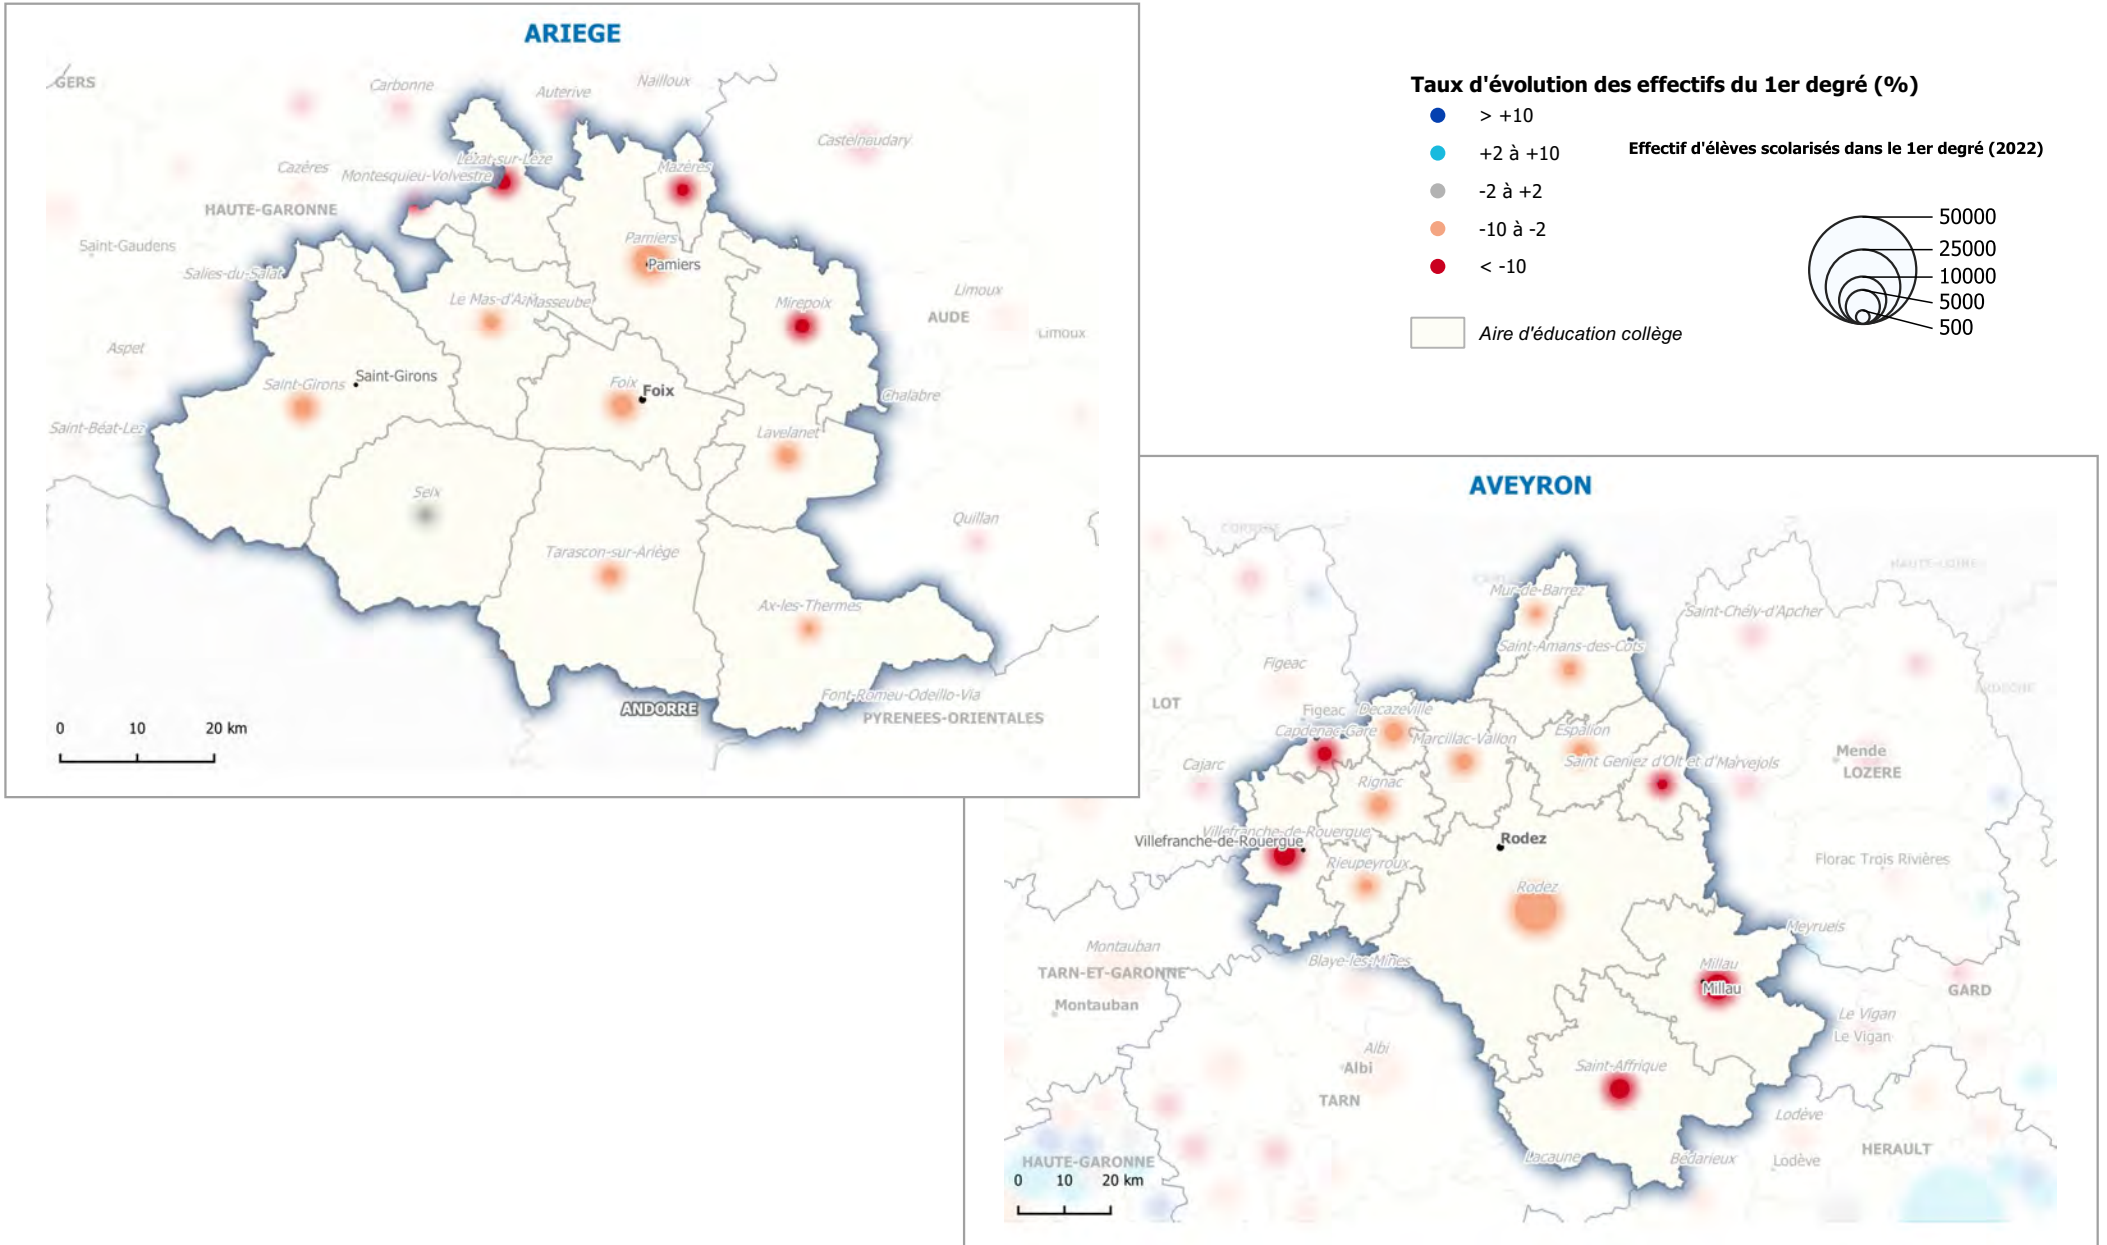 ARIEGE
GERS
Carbonne
Auterive
Nailloux
Castelnaudary
Cazères
Montesquieu-Volvestre
Lézat-sur-Lèze
Mazères
HAUTE-GARONNE
Saint-Gaudens
Salies-du-Salat
Pamiers
Pamiers
Le Mas-d'Azil
Masseube
Mirepoix
Limoux
AUDE
Limoux
Aspet
Saint-Girons
Saint-Girons
Foix
Foix
Chalabre
Saint-Béat-Lez
Lavelanet
Seix
Quillan
Tarascon-sur-Ariège
Ax-les-Thermes
Font-Romeu-Odeillo-Via
ANDORRE
PYRENEES-ORIENTALES
0 10 20 km
Taux d'évolution des effectifs du 1er degré (%)
> +10
+2 à +10
-2 à +2
-10 à -2
< -10
Aire d'éducation collège
Effectif d'élèves scolarisés dans le 1er degré (2022)
50000
25000
10000
5000
500
AVEYRON
HAUTE-LOIRE
Mur-de-Barrez
Saint-Chély-d'Apcher
Saint-Amans-des-Cots
Figeac
ARDECHE
LOT
Figeac
Decazeville
Capdenac-Gare
Marcillac-Vallon
Espalion
Mende
LOZERE
Cajarc
Saint Geniez d'Olt et d'
Marvejols
Rignac
Villefranche-de-Rouergue
Villefranche-de-Rouergue
Rodez
Rieupeyroux
Florac Trois Rivières
Rodez
Meyrueis
Montauban
TARN-ET-GARONNE
Montauban
Blaye-les-Mines
Millau
Millau
GARD
Le Vigan
Le Vigan
Albi
Albi
TARN
Saint-Affrique
Lodève
HERAULT
Lodève
HAUTE-GARONNE
Lacaune
Bédarieux
0 10 20 km